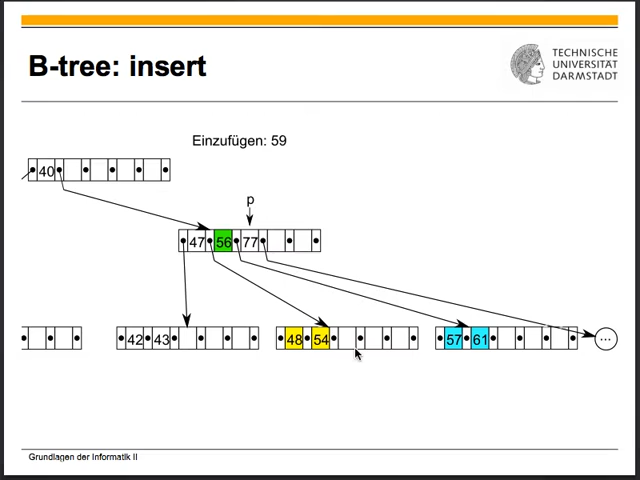 B-tree: insert
TECHNISCHE
UNIVERSITÄT
DARMSTADT
Einzufügen: 59
40
p
47 56 77
42 43 48 54 57 61 ...
Grundlagen der Informatik II